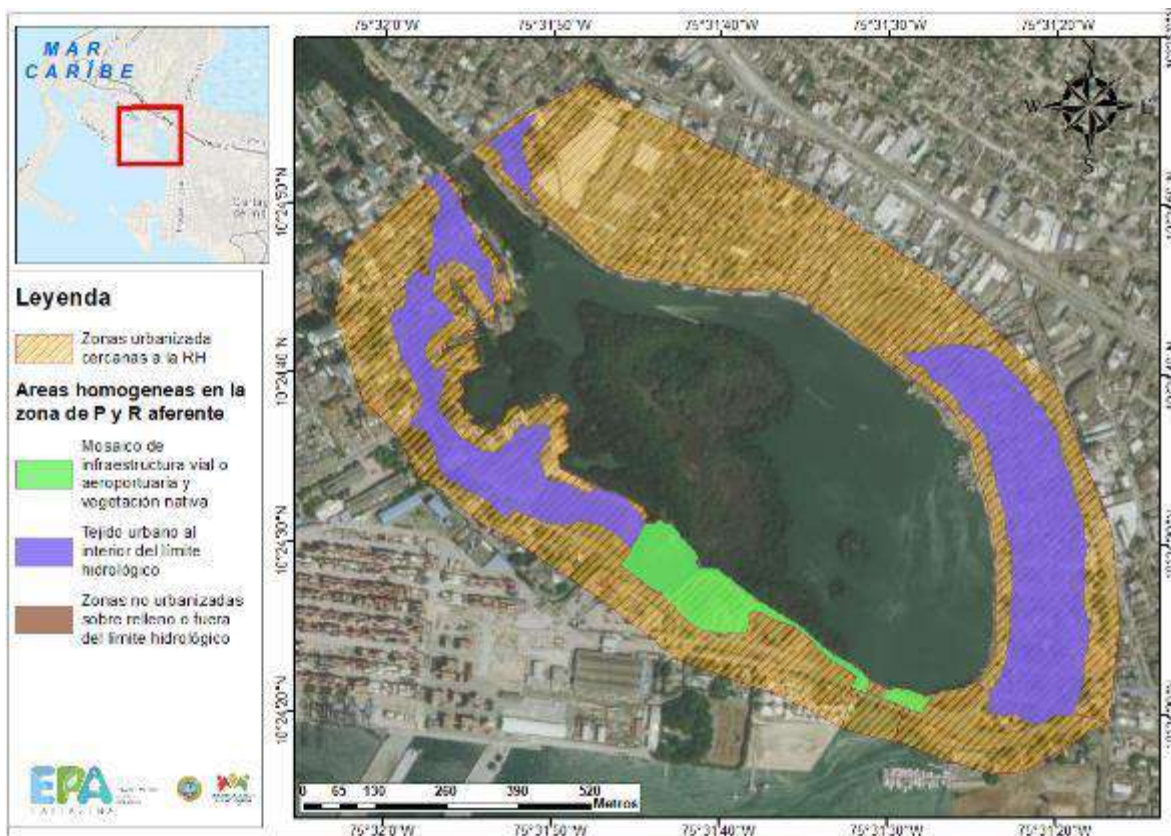 75°32'0"W 75°31'50"W 75°31'40"W 75°31'30"W 75°31'20"W
MAR
CARÍBE
N
W E
S
Leyenda
Zonas urbanizada
cercanas a la RH
Areas homogeneas en la
zona de P y R aferente
Mosaico de
infraestructura vial o
aeroportuaria y
vegetación nativa
Tejido urbano al
interior del límite
hidrológico
Zonas no urbanizadas
sobre relleno o fuera
del límite hidrológico
10°24'50"N
10°24'40"N
10°24'30"N
10°24'20"N
EPA
CARTAGENA
0 65 130 260 390 520
Metros
75°32'0"W 75°31'50"W 75°31'40"W 75°31'30"W 75°31'20"W